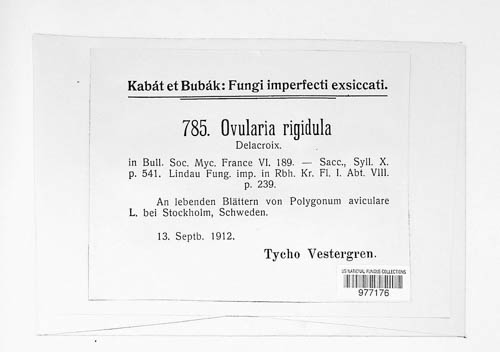 Kabát et Bubák: Fungi imperfecti exsiccati.
785. Ovularia rigidula
Delacroix.
in Bull. Soc. Myc. France VI. 189. — Sacc., Syll. X.
p. 541. Lindau Fung. imp. in Rbh. Kr. Fl. I. Abt. VIII.
p. 239.
An lebenden Blättern von Polygonum aviculare
L. bei Stockholm, Schweden.
13. Septb. 1912.
Tycho Vestergren.
US NATIONAL FUNGUS COLLECTIONS
977176